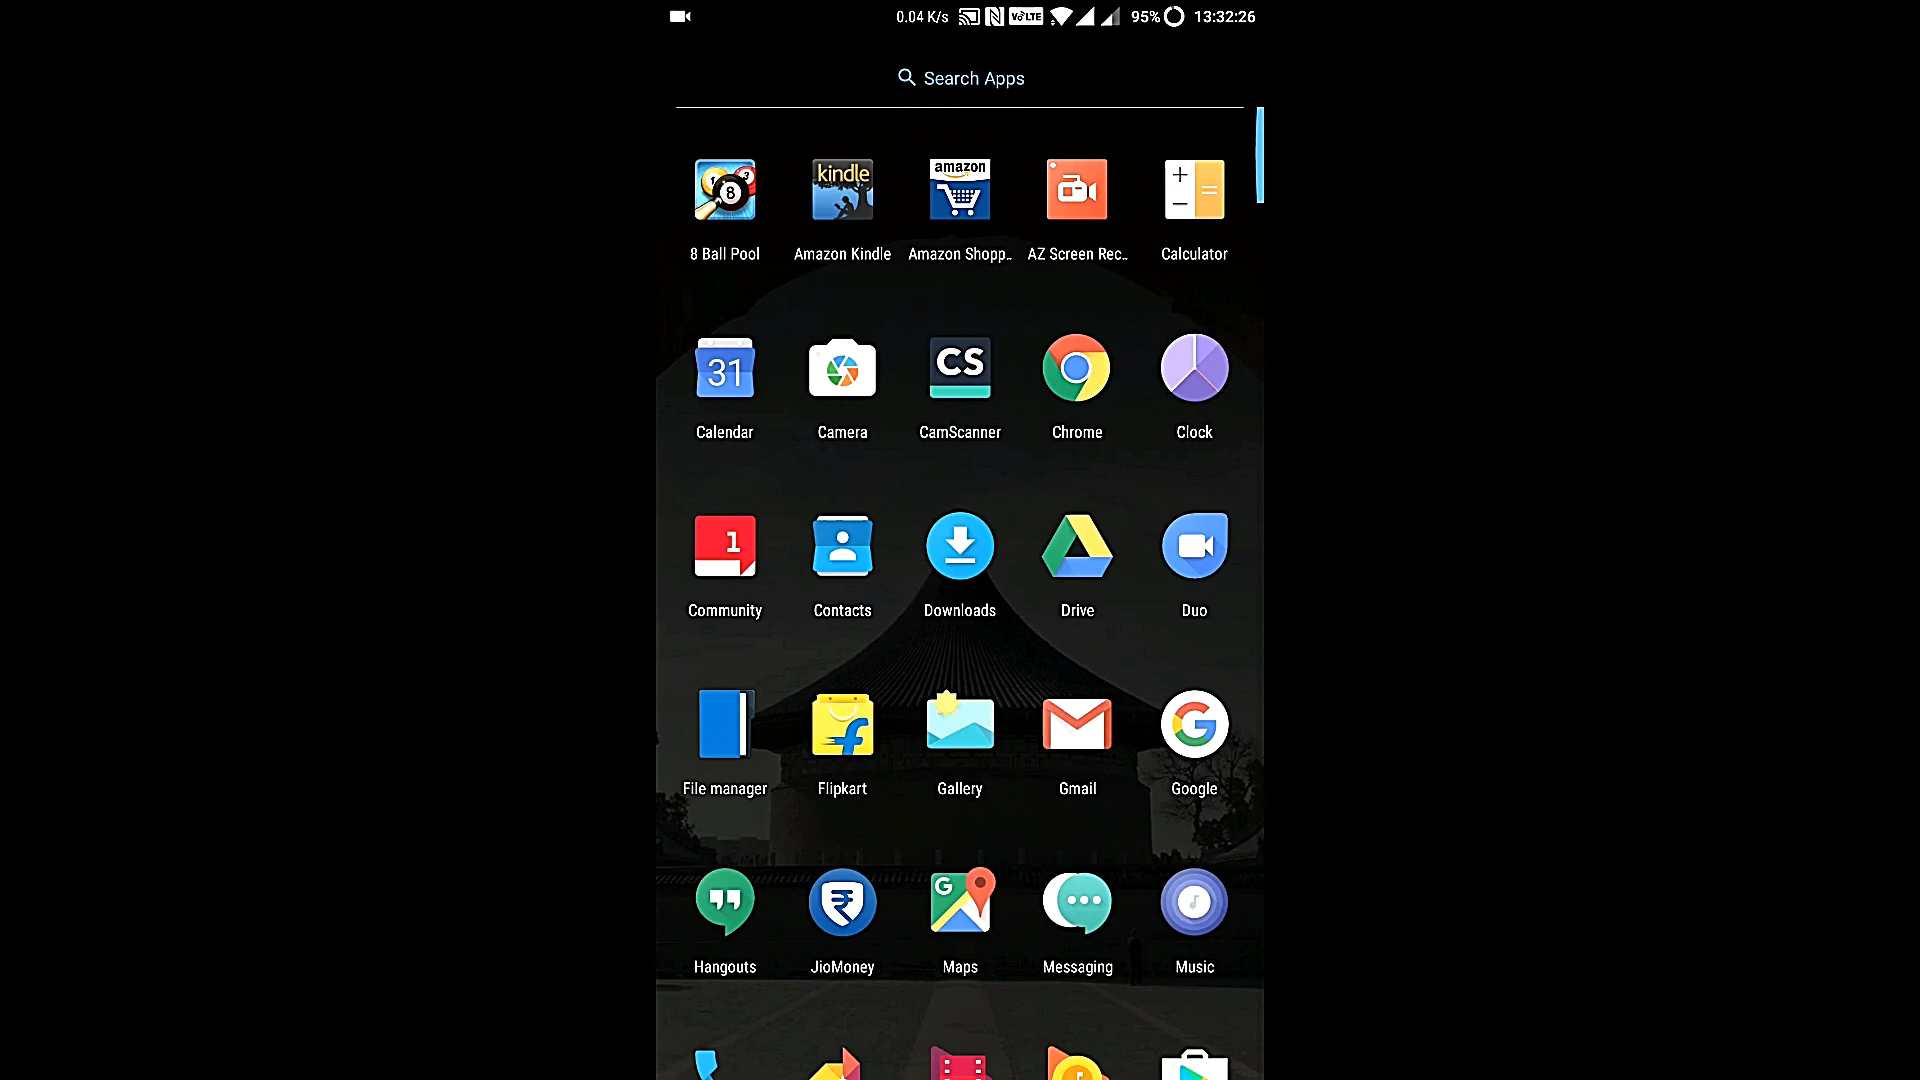 0.04 K/s VoLTE 95% 13:32:26
Search Apps
1 3 8
kindle
amazon
+ = −
8 Ball Pool Amazon Kindle Amazon Shopp.. AZ Screen Rec.. Calculator
31
CS
Calendar Camera CamScanner Chrome Clock
1
Community Contacts Downloads Drive Duo
f
G
File manager Flipkart Gallery Gmail Google
₹
G
Hangouts JioMoney Maps Messaging Music